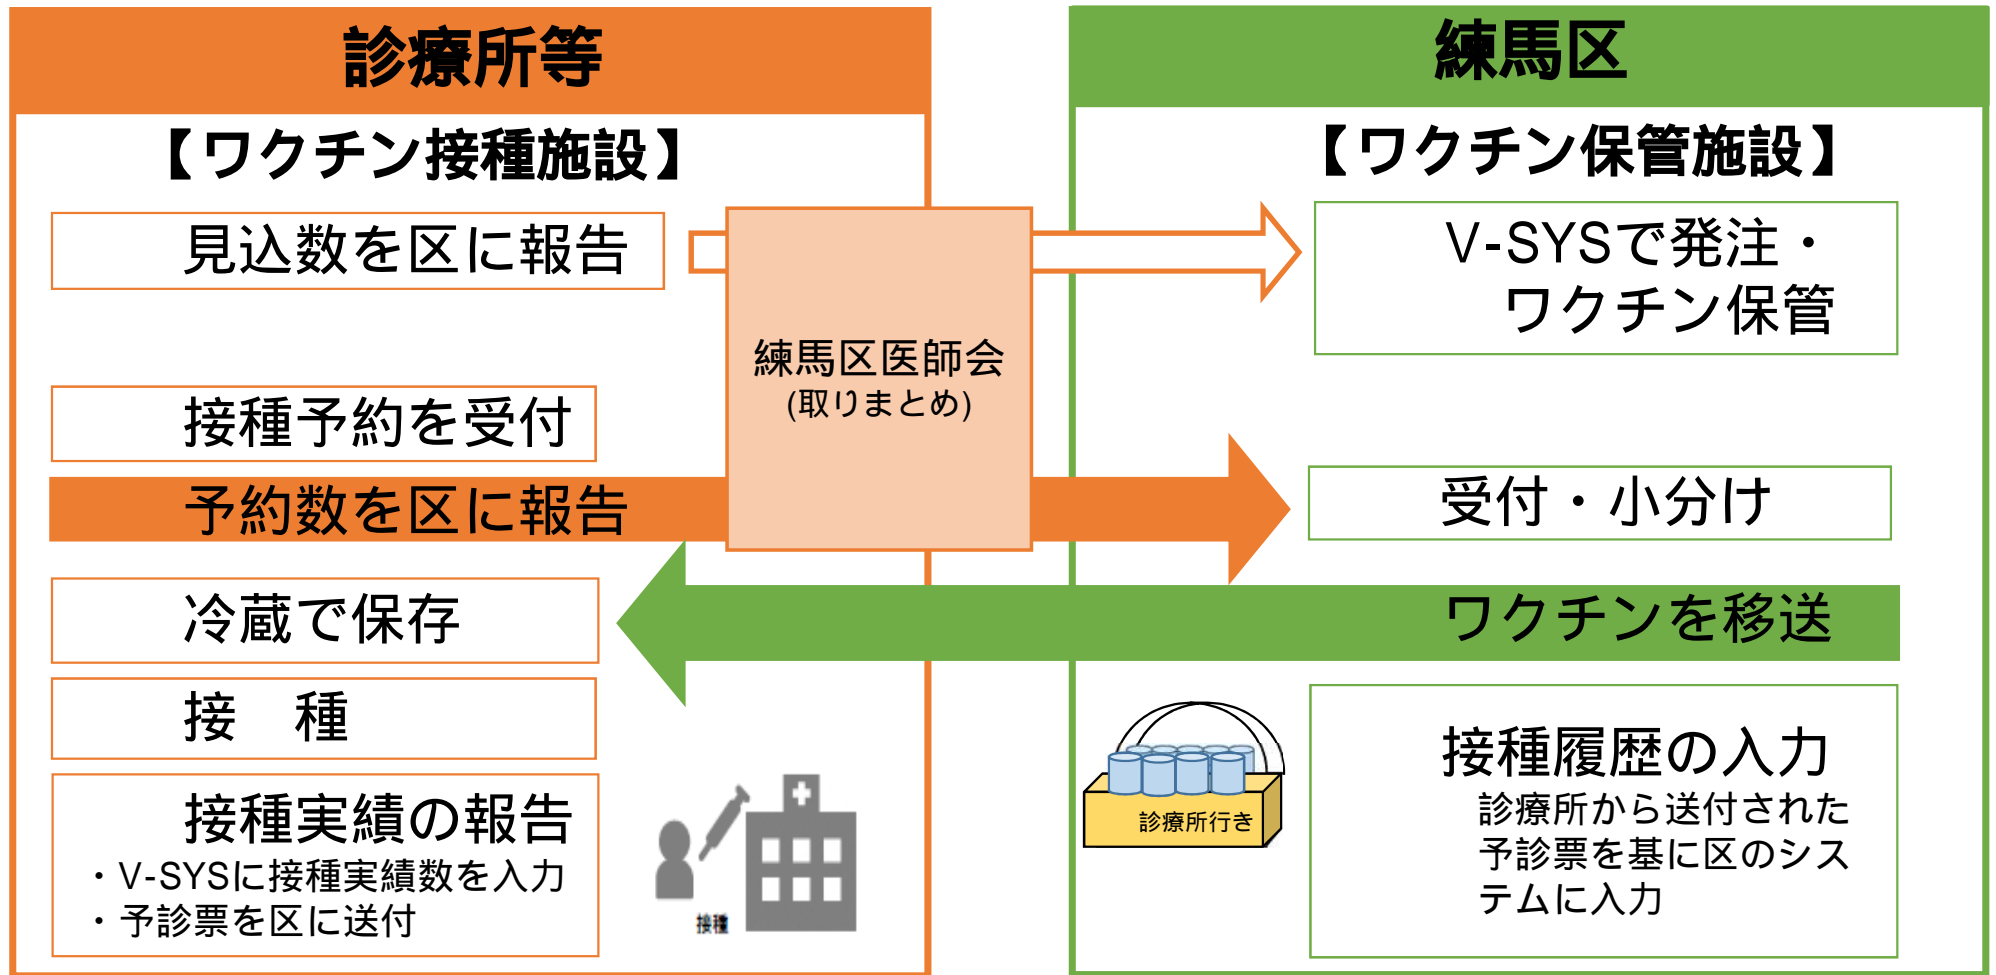 診療所等
【ワクチン接種施設】
見込数を区に報告
接種予約を受付
予約数を区に報告
冷蔵で保存
接　種
接種実績の報告
・V-SYSに接種実績数を入力
・予診票を区に送付
接種
練馬区医師会
(取りまとめ)
練馬区
【ワクチン保管施設】
V-SYSで発注・
ワクチン保管
受付・小分け
ワクチンを移送
診療所行き
接種履歴の入力
診療所から送付された
予診票を基に区のシス
テムに入力